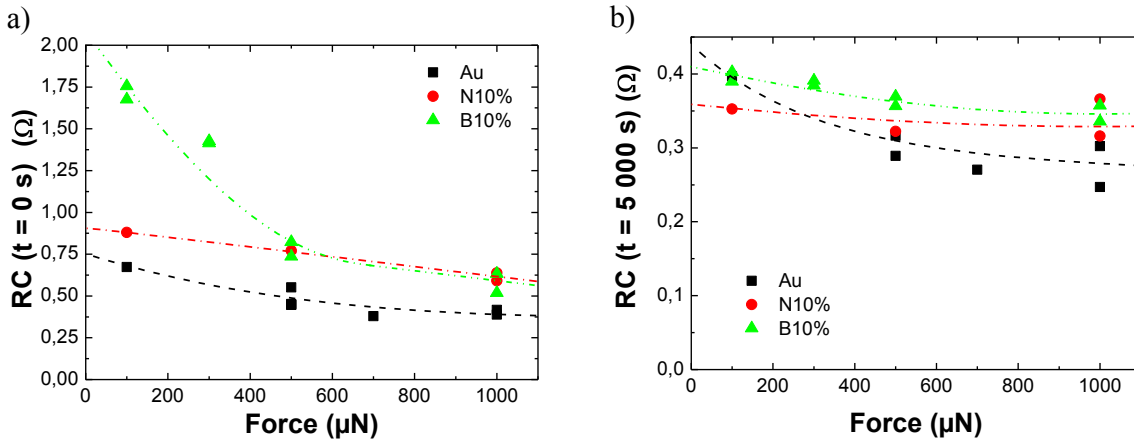 a)
RC (t = 0 s) (Ω)
2,00
1,75
1,50
1,25
1,00
0,75
0,50
0,25
0,00
Au
N10%
B10%
0 200 400 600 800 1000
Force (µN)
b)
RC (t = 5 000 s) (Ω)
0,4
0,3
0,2
0,1
0,0
Au
N10%
B10%
0 200 400 600 800 1000
Force (µN)